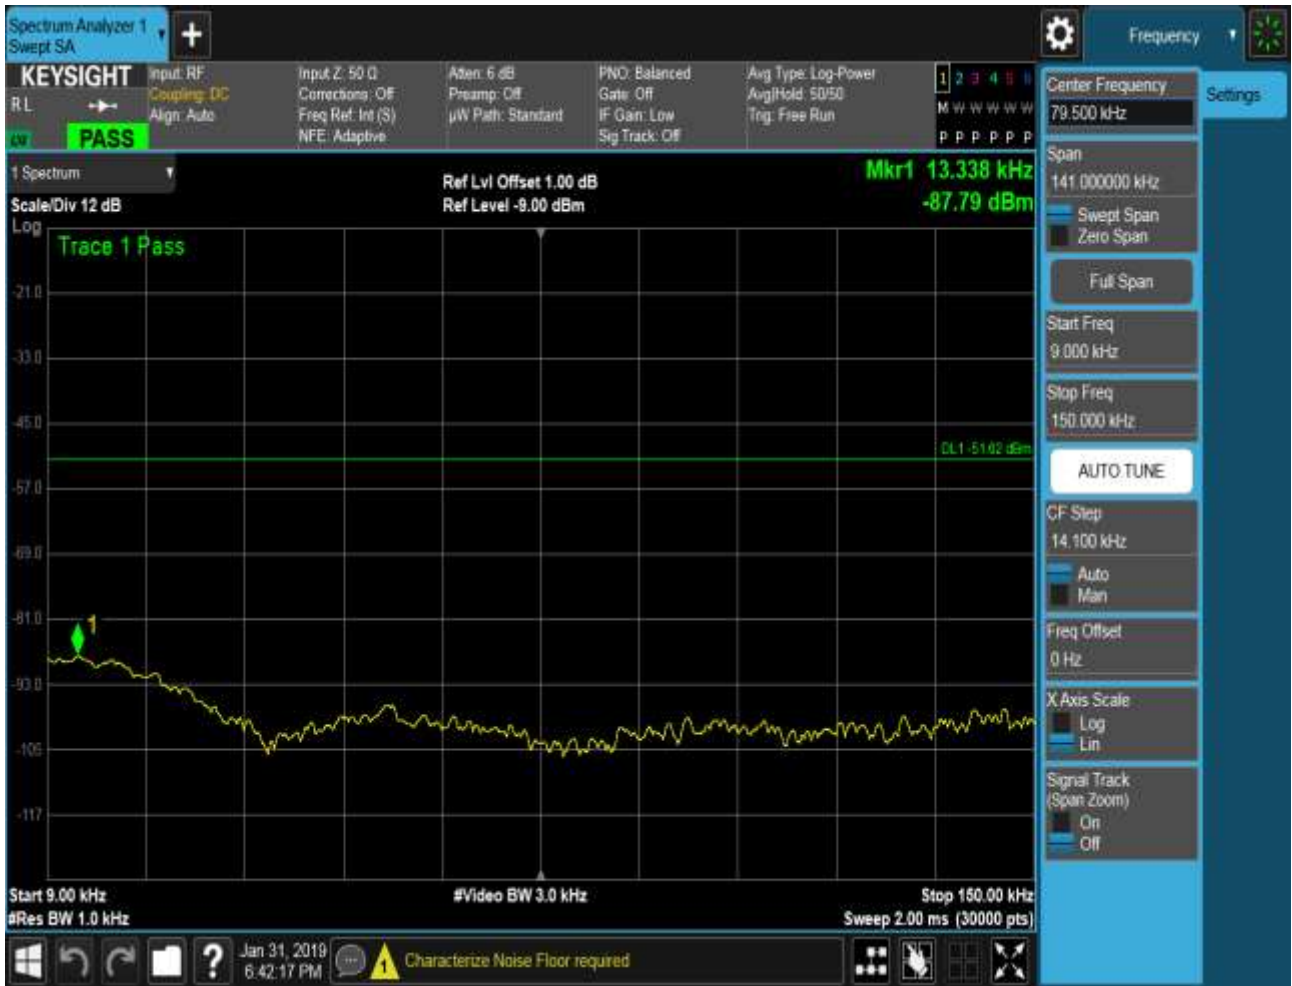 Spectrum Analyzer 1
Swept SA
Frequency
KEYSIGHT
R L
PASS
Input: RF
Coupling: DC
Align: Auto
Input Z: 50 Ω
Corrections: Off
Freq Ref: Int (S)
NFE: Adaptive
Atten: 6 dB
Preamp: Off
µW Path: Standard
PNO: Balanced
Gate: Off
IF Gain: Low
Sig Track: Off
Avg Type: Log-Power
Avg|Hold: 50/50
Trig: Free Run
1 2 3 4 5 6
M W W W W W
P P P P P P
1 Spectrum
Scale/Div 12 dB
Ref Lvl Offset 1.00 dB
Ref Level -9.00 dBm
Mkr1 13.338 kHz
-87.79 dBm
Log
Trace 1 Pass
-21.0
-33.0
-45.0
DL1 -51.02 dBm
-57.0
-69.0
-81.0
1
-93.0
-105
-117
Start 9.00 kHz
#Res BW 1.0 kHz
#Video BW 3.0 kHz
Stop 150.00 kHz
Sweep 2.00 ms (30000 pts)
Center Frequency
79.500 kHz
Settings
Span
141.000000 kHz
Swept Span
Zero Span
Full Span
Start Freq
9.000 kHz
Stop Freq
150.000 kHz
AUTO TUNE
CF Step
14.100 kHz
Auto
Man
Freq Offset
0 Hz
X Axis Scale
Log
Lin
Signal Track
(Span Zoom)
On
Off
?
Jan 31, 2019
6:42:17 PM
1
Characterize Noise Floor required